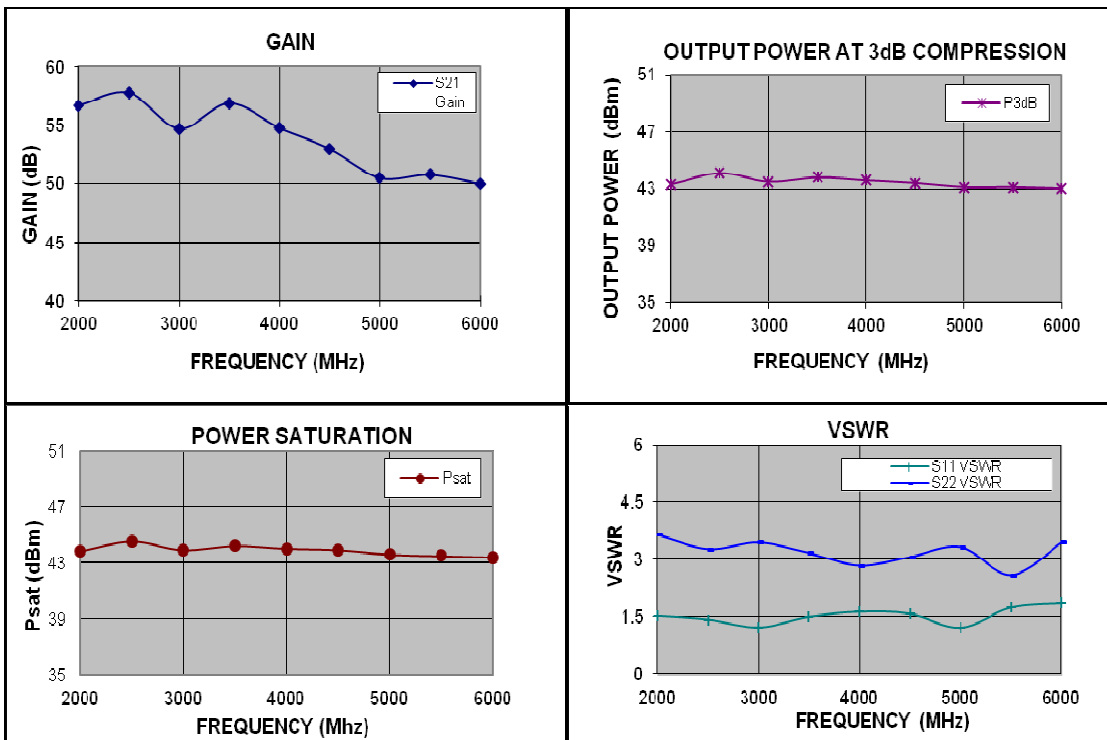 GAIN
60
55
50
45
40
GAIN (dB)
S21
Gain
2000 3000 4000 5000 6000
FREQUENCY (MHz)
OUTPUT POWER AT 3dB COMPRESSION
51
47
43
39
35
OUTPUT POWER (dBm)
P3dB
2000 3000 4000 5000 6000
FREQUENCY (MHz)
POWER SATURATION
51
47
43
39
35
Psat (dBm)
Psat
2000 3000 4000 5000 6000
FREQUENCY (Mhz)
VSWR
6
4.5
3
1.5
0
VSWR
S11 VSWR
S22 VSWR
2000 3000 4000 5000 6000
FREQUENCY (MHz)